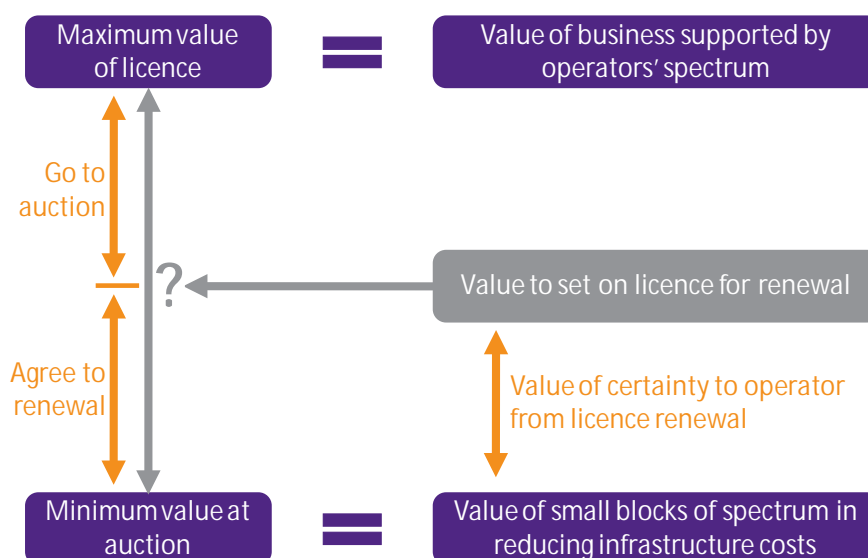 Maximum value
of licence
=
Value of business supported by
operators' spectrum
Go to
auction
?
Value to set on licence for renewal
Agree to
renewal
Value of certainty to operator
from licence renewal
Minimum value at
auction
=
Value of small blocks of spectrum in
reducing infrastructure costs